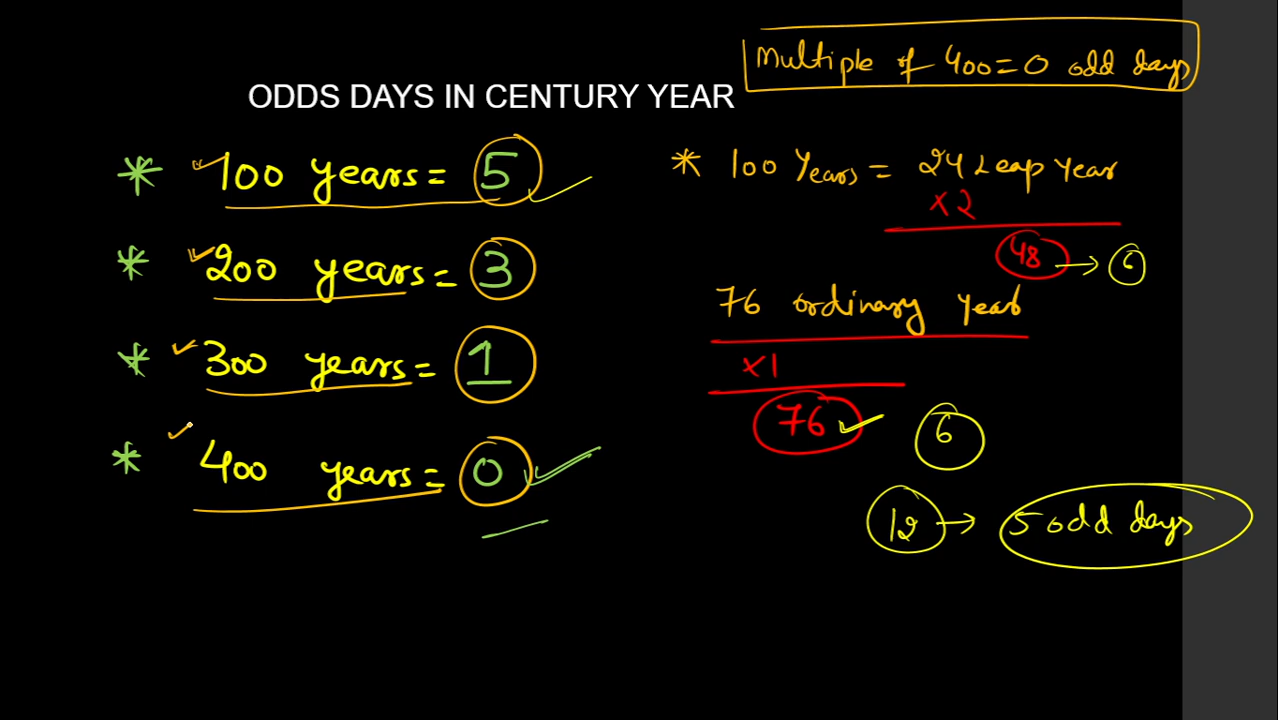 Multiple of 400=0 odd days
ODDS DAYS IN CENTURY YEAR
* 100 years = 5
* 200 years = 3
* 300 years = 1
* 400 years = 0
* 100 Years = 24 Leap Year
×2
48 → 6
76 ordinary year
×1
76 6
12 → 5 odd days